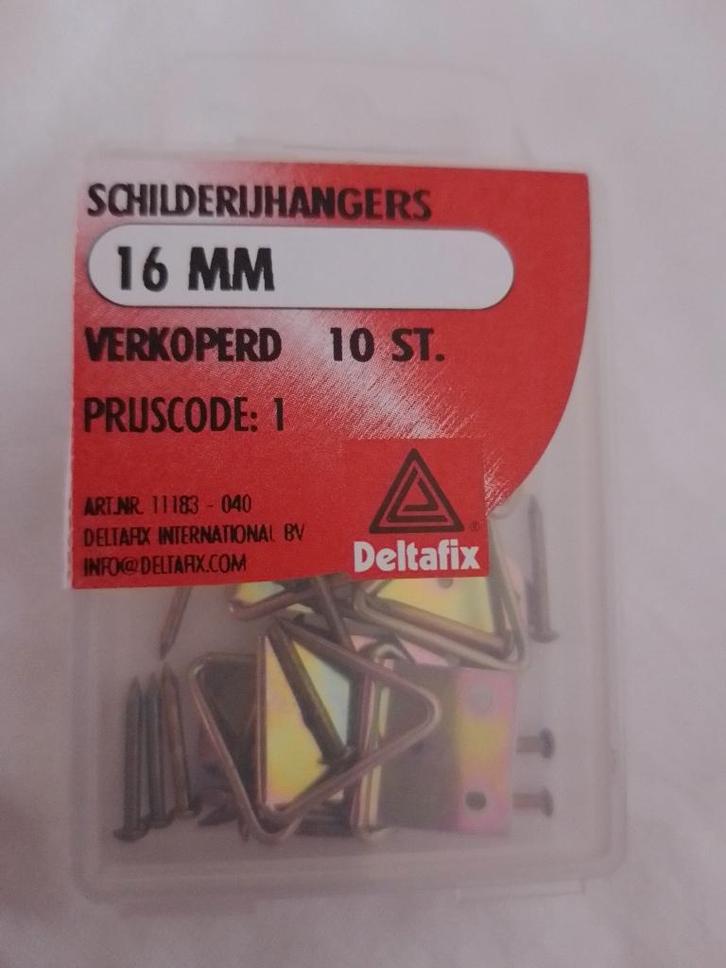 SCHILDERIJHANGERS
16 MM
VERKOPERD 10 ST.
PRIJSCODE: 1
ART.NR. 11183 - 040
DELTAFIX INTERNATIONAL BV
INFO@DELTAFIX.COM
Deltafix®